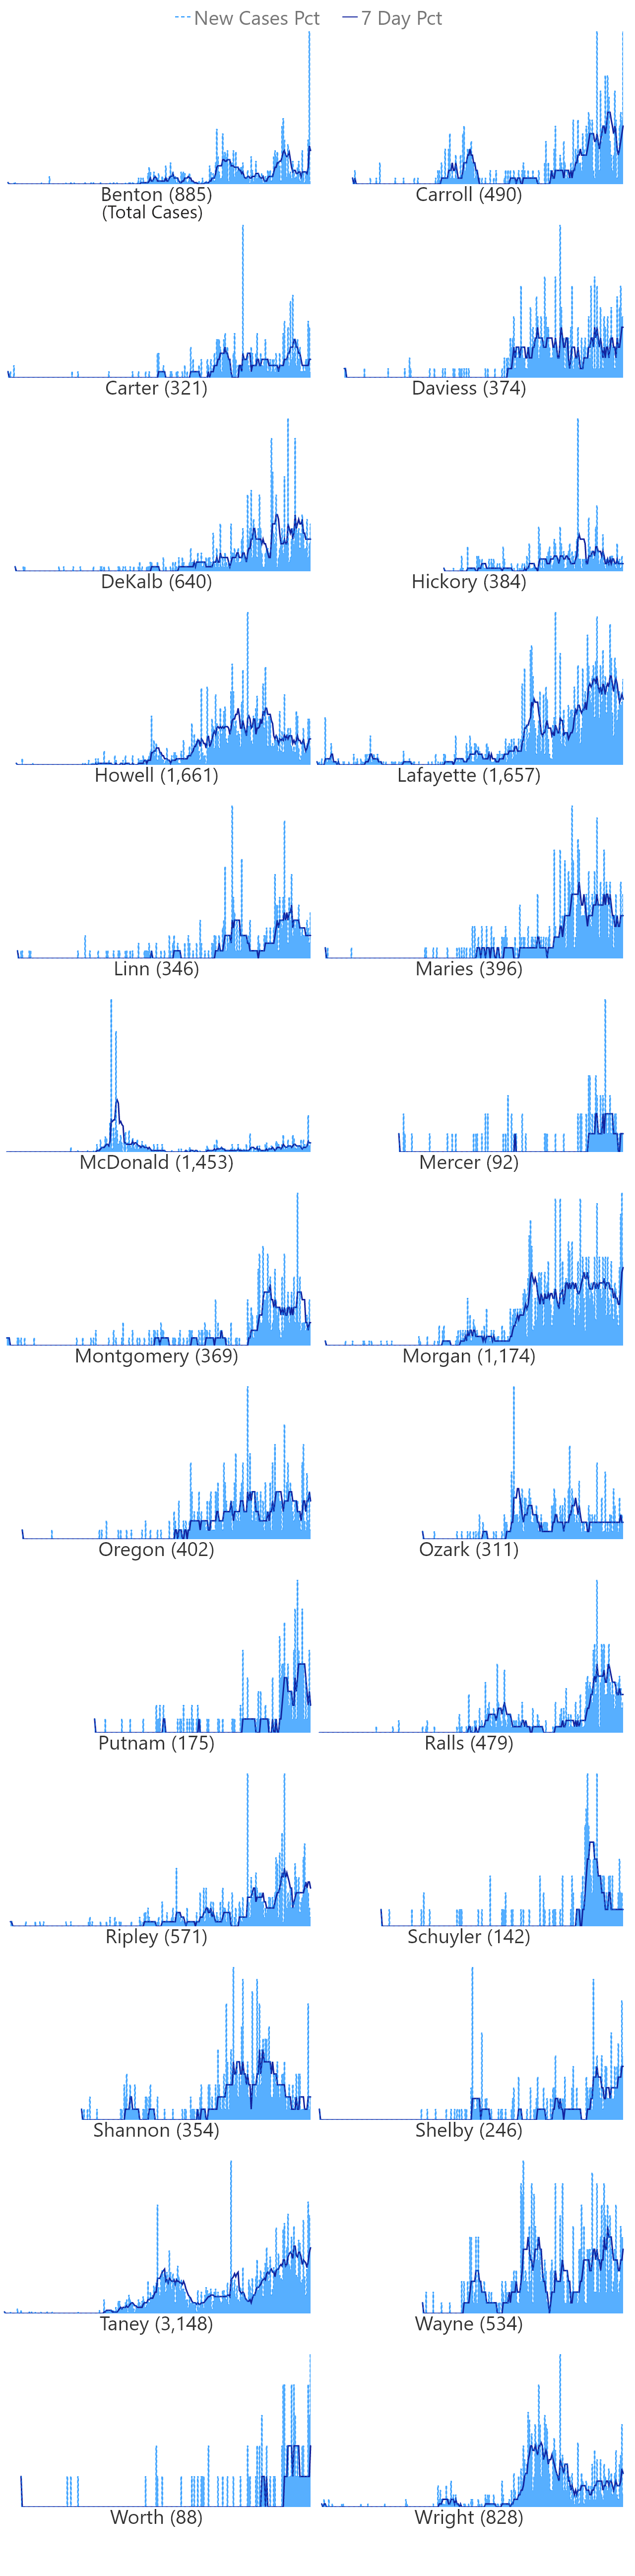 New Cases Pct 7 Day Pct
Benton (885) Carroll (490)
(Total Cases)
Carter (321) Daviess (374)
DeKalb (640) Hickory (384)
Howell (1,661) Lafayette (1,657)
Linn (346) Maries (396)
McDonald (1,453) Mercer (92)
Montgomery (369) Morgan (1,174)
Oregon (402) Ozark (311)
Putnam (175) Ralls (479)
Ripley (571) Schuyler (142)
Shannon (354) Shelby (246)
Taney (3,148) Wayne (534)
Worth (88) Wright (828)